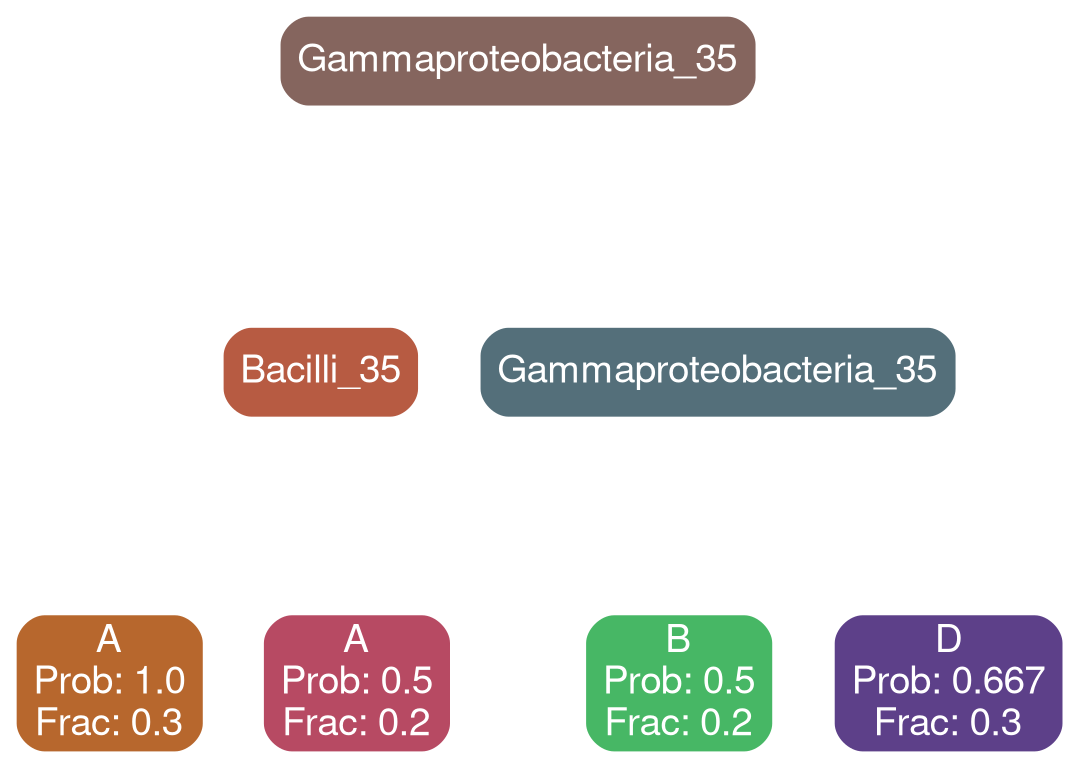 Gammaproteobacteria_35
Bacilli_35
Gammaproteobacteria_35
A
Prob: 1.0
Frac: 0.3
A
Prob: 0.5
Frac: 0.2
B
Prob: 0.5
Frac: 0.2
D
Prob: 0.667
Frac: 0.3